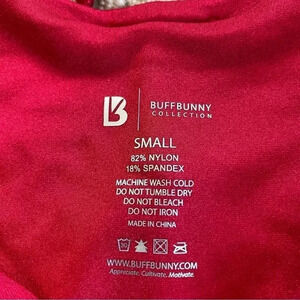 BUFFBUNNY
COLLECTION
SMALL
82% NYLON
18% SPANDEX
MACHINE WASH COLD
DO NOT TUMBLE DRY
DO NOT BLEACH
DO NOT IRON
MADE IN CHINA
WWW.BUFFBUNNY.COM
Appreciate. Cultivate. Motivate.